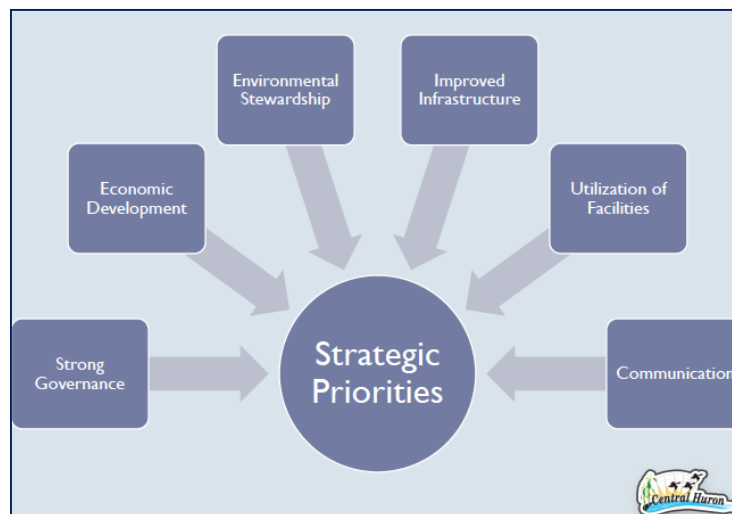 Environmental
Stewardship
Improved
Infrastructure
Economic
Development
Utilization of
Facilities
Strong
Governance
Strategic
Priorities
Communication
Central Huron